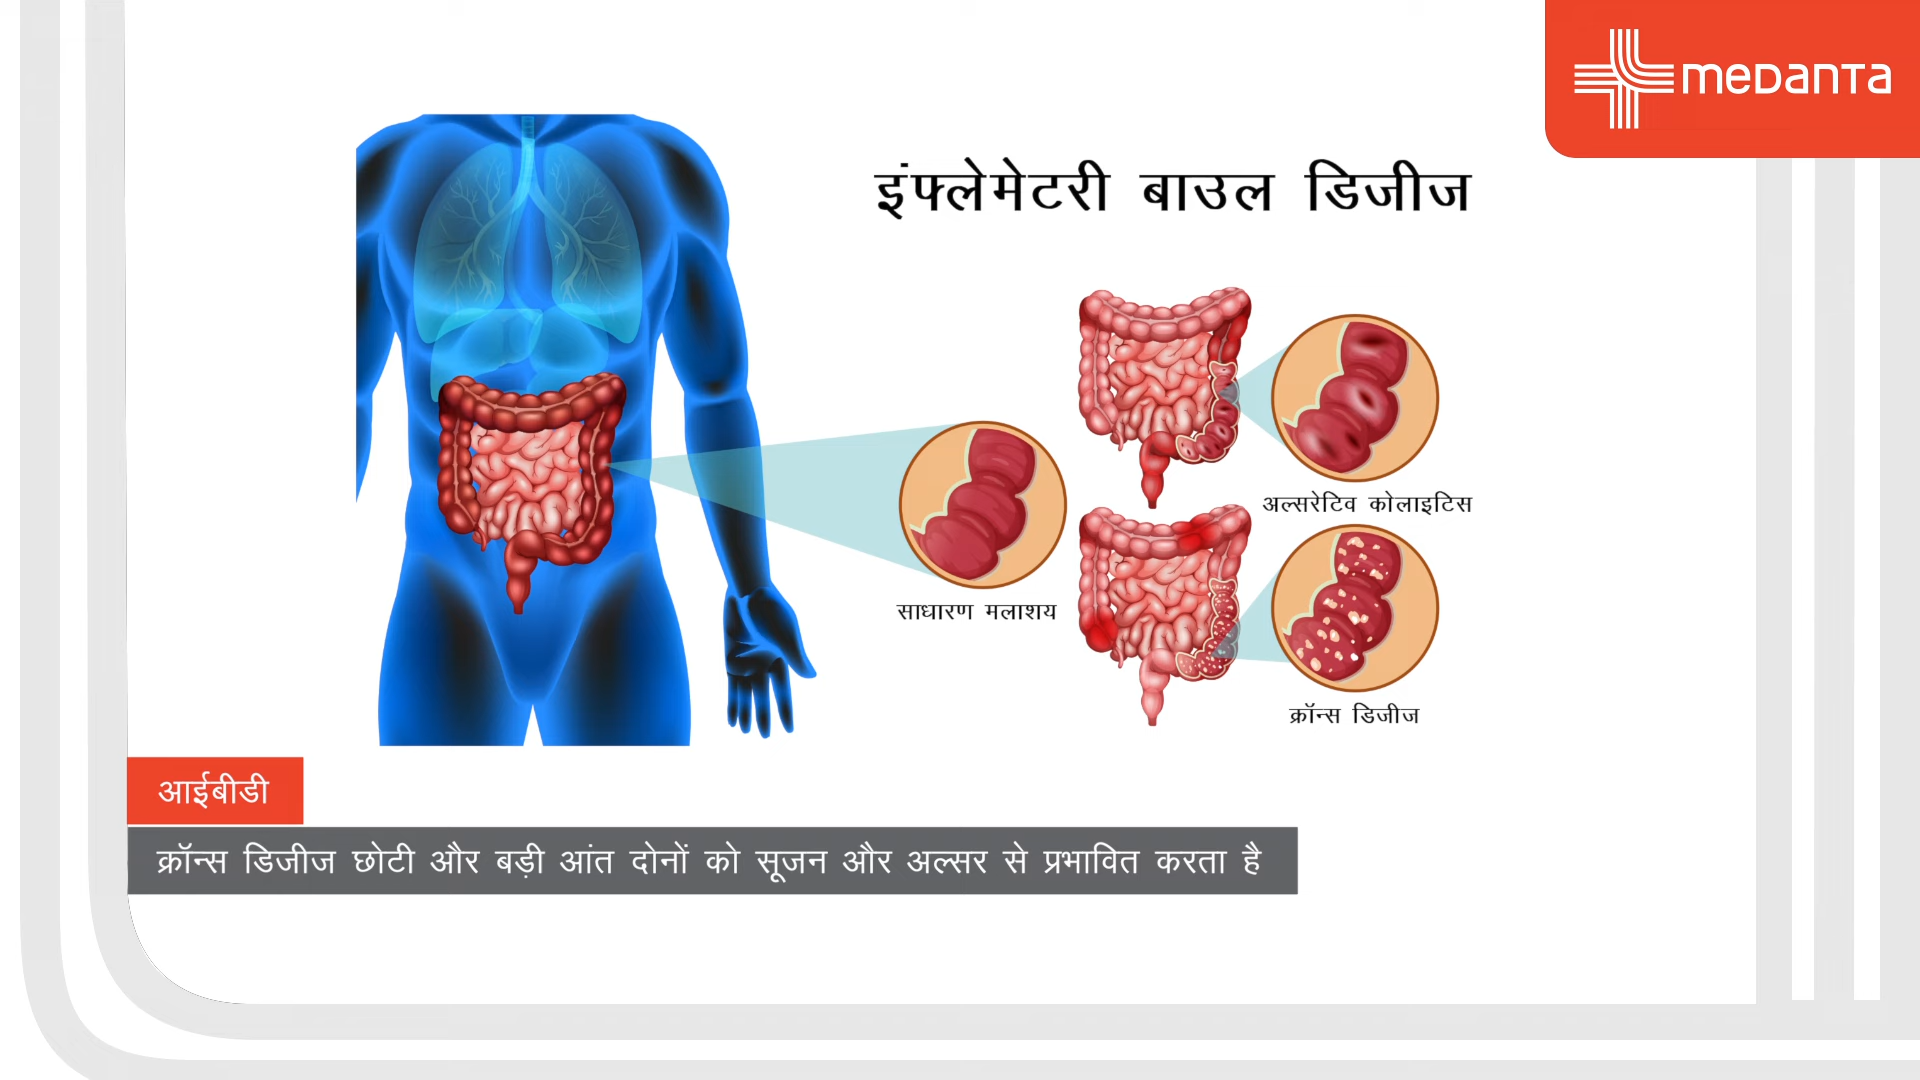 medanta
इंफ्लेमेटरी बाउल डिजीज
अल्सरेटिव कोलाइटिस
साधारण मलाशय
क्रॉन्स डिजीज
आईबीडी
क्रॉन्स डिजीज छोटी और बड़ी आंत दोनों को सूजन और अल्सर से प्रभावित करता है